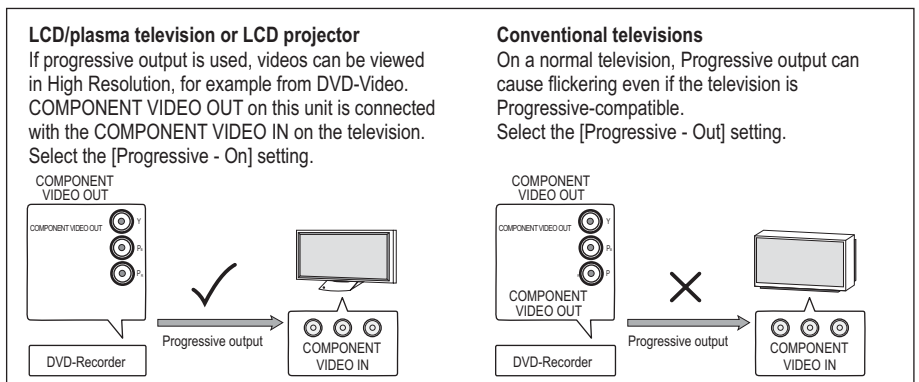 LCD/plasma television or LCD projector
If progressive output is used, videos can be viewed
in High Resolution, for example from DVD-Video.
COMPONENT VIDEO OUT on this unit is connected
with the COMPONENT VIDEO IN on the television.
Select the [Progressive - On] setting.
COMPONENT
VIDEO OUT
COMPONENT VIDEO OUT
Y
DVD-Recorder
Progressive output
COMPONENT
VIDEO IN
Conventional televisions
On a normal television, Progressive output can
cause flickering even if the television is
Progressive-compatible.
Select the [Progressive - Out] setting.
COMPONENT
VIDEO OUT
COMPONENT VIDEO OUT
Y
P
COMPONENT
VIDEO OUT
DVD-Recorder
Progressive output
COMPONENT
VIDEO IN